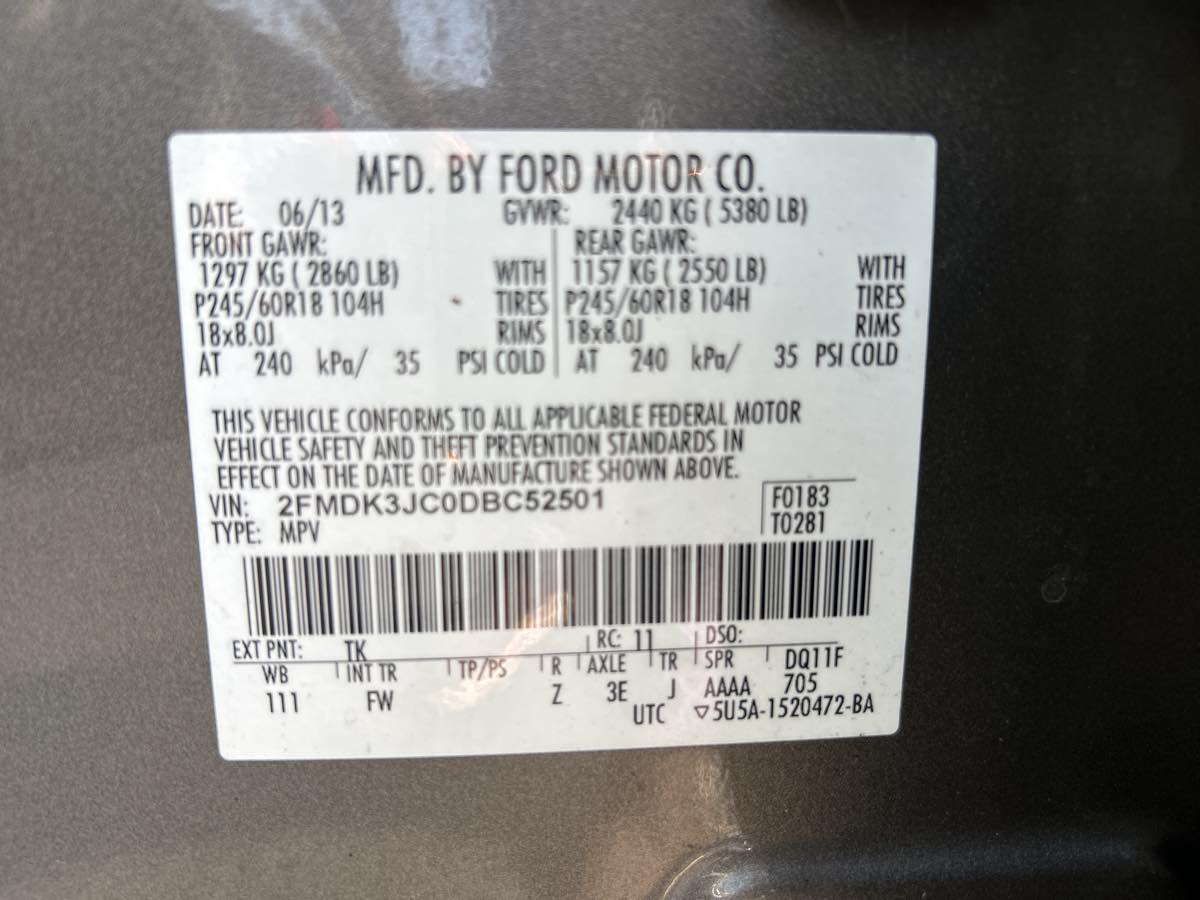 MFD. BY FORD MOTOR CO.
DATE: 06/13 GVWR: 2440 KG ( 5380 LB)
FRONT GAWR: REAR GAWR:
1297 KG ( 2860 LB) WITH 1157 KG ( 2550 LB) WITH
P245/60R18 104H TIRES P245/60R18 104H TIRES
18x8.0J RIMS 18x8.0J RIMS
AT 240 kPa/ 35 PSI COLD AT 240 kPa/ 35 PSI COLD
THIS VEHICLE CONFORMS TO ALL APPLICABLE FEDERAL MOTOR
VEHICLE SAFETY AND THEFT PREVENTION STANDARDS IN
EFFECT ON THE DATE OF MANUFACTURE SHOWN ABOVE.
VIN: 2FMDK3JC0DBC52501 F0183
TYPE: MPV T0281
EXT PNT: TK RC: 11 DSO:
WB INT TR TP/PS R AXLE TR SPR DQ11F
111 FW Z 3E J AAAA 705
UTC ▽5U5A-1520472-BA